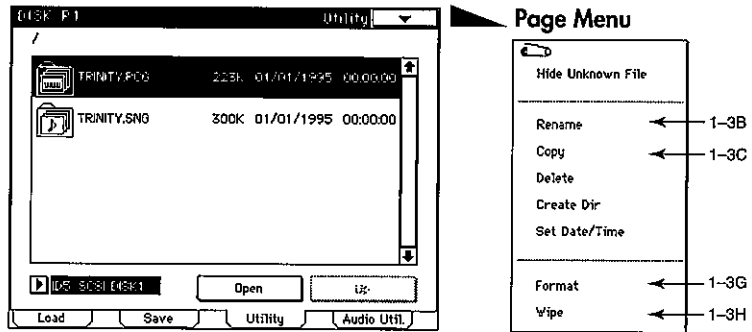 DISK P1 Utility
Page Menu
/
TRINITY.PCG 223K 01/01/1995 00:00:00
TRINITY.SNG 300K 01/01/1995 00:00:00
ID5 SCSI DISK1 Open Up
Load Save Utility Audio Util.
Hide Unknown File
Rename 1–3B
Copy 1–3C
Delete
Create Dir
Set Date/Time
Format 1–3G
Wipe 1–3H